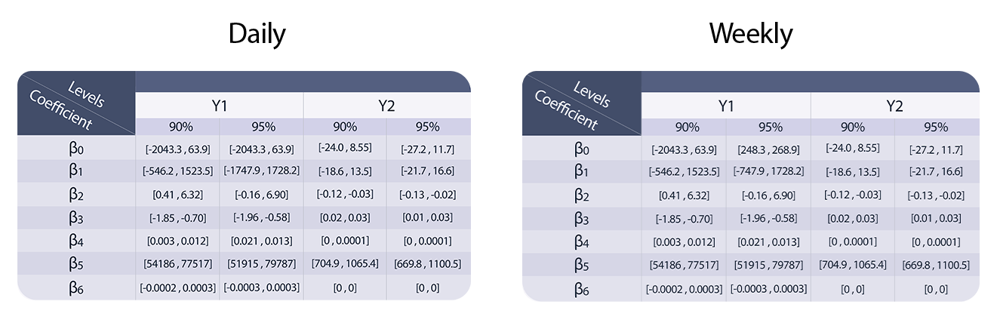 Daily
Levels
Coefficient
Y1 Y2
90% 95% 90% 95%
β0 [-2043.3 , 63.9] [-2043.3 , 63.9] [-24.0 , 8.55] [-27.2 , 11.7]
β1 [-546.2 , 1523.5] [-1747.9 , 1728.2] [-18.6 , 13.5] [-21.7 , 16.6]
β2 [0.41 , 6.32] [-0.16 , 6.90] [-0.12 , -0.03] [-0.13 , -0.02]
β3 [-1.85 , -0.70] [-1.96 , -0.58] [0.02 , 0.03] [0.01 , 0.03]
β4 [0.003 , 0.012] [0.021 , 0.013] [0 , 0.0001] [0 , 0.0001]
β5 [54186 , 77517] [51915 , 79787] [704.9 , 1065.4] [669.8 , 1100.5]
β6 [-0.0002 , 0.0003] [-0.0003 , 0.0003] [0 , 0] [0 , 0]
Weekly
Levels
Coefficient
Y1 Y2
90% 95% 90% 95%
β0 [-2043.3 , 63.9] [248.3 , 268.9] [-24.0 , 8.55] [-27.2 , 11.7]
β1 [-546.2 , 1523.5] [-747.9 , 1728.2] [-18.6 , 13.5] [-21.7 , 16.6]
β2 [0.41 , 6.32] [-0.16 , 6.90] [-0.12 , -0.03] [-0.13 , -0.02]
β3 [-1.85 , -0.70] [-1.96 , -0.58] [0.02 , 0.03] [0.01 , 0.03]
β4 [0.003 , 0.012] [0.021 , 0.013] [0 , 0.0001] [0 , 0.0001]
β5 [54186 , 77517] [51915 , 79787] [704.9 , 1065.4] [669.8 , 1100.5]
β6 [-0.0002 , 0.0003] [-0.0003 , 0.0003] [0 , 0] [0 , 0]